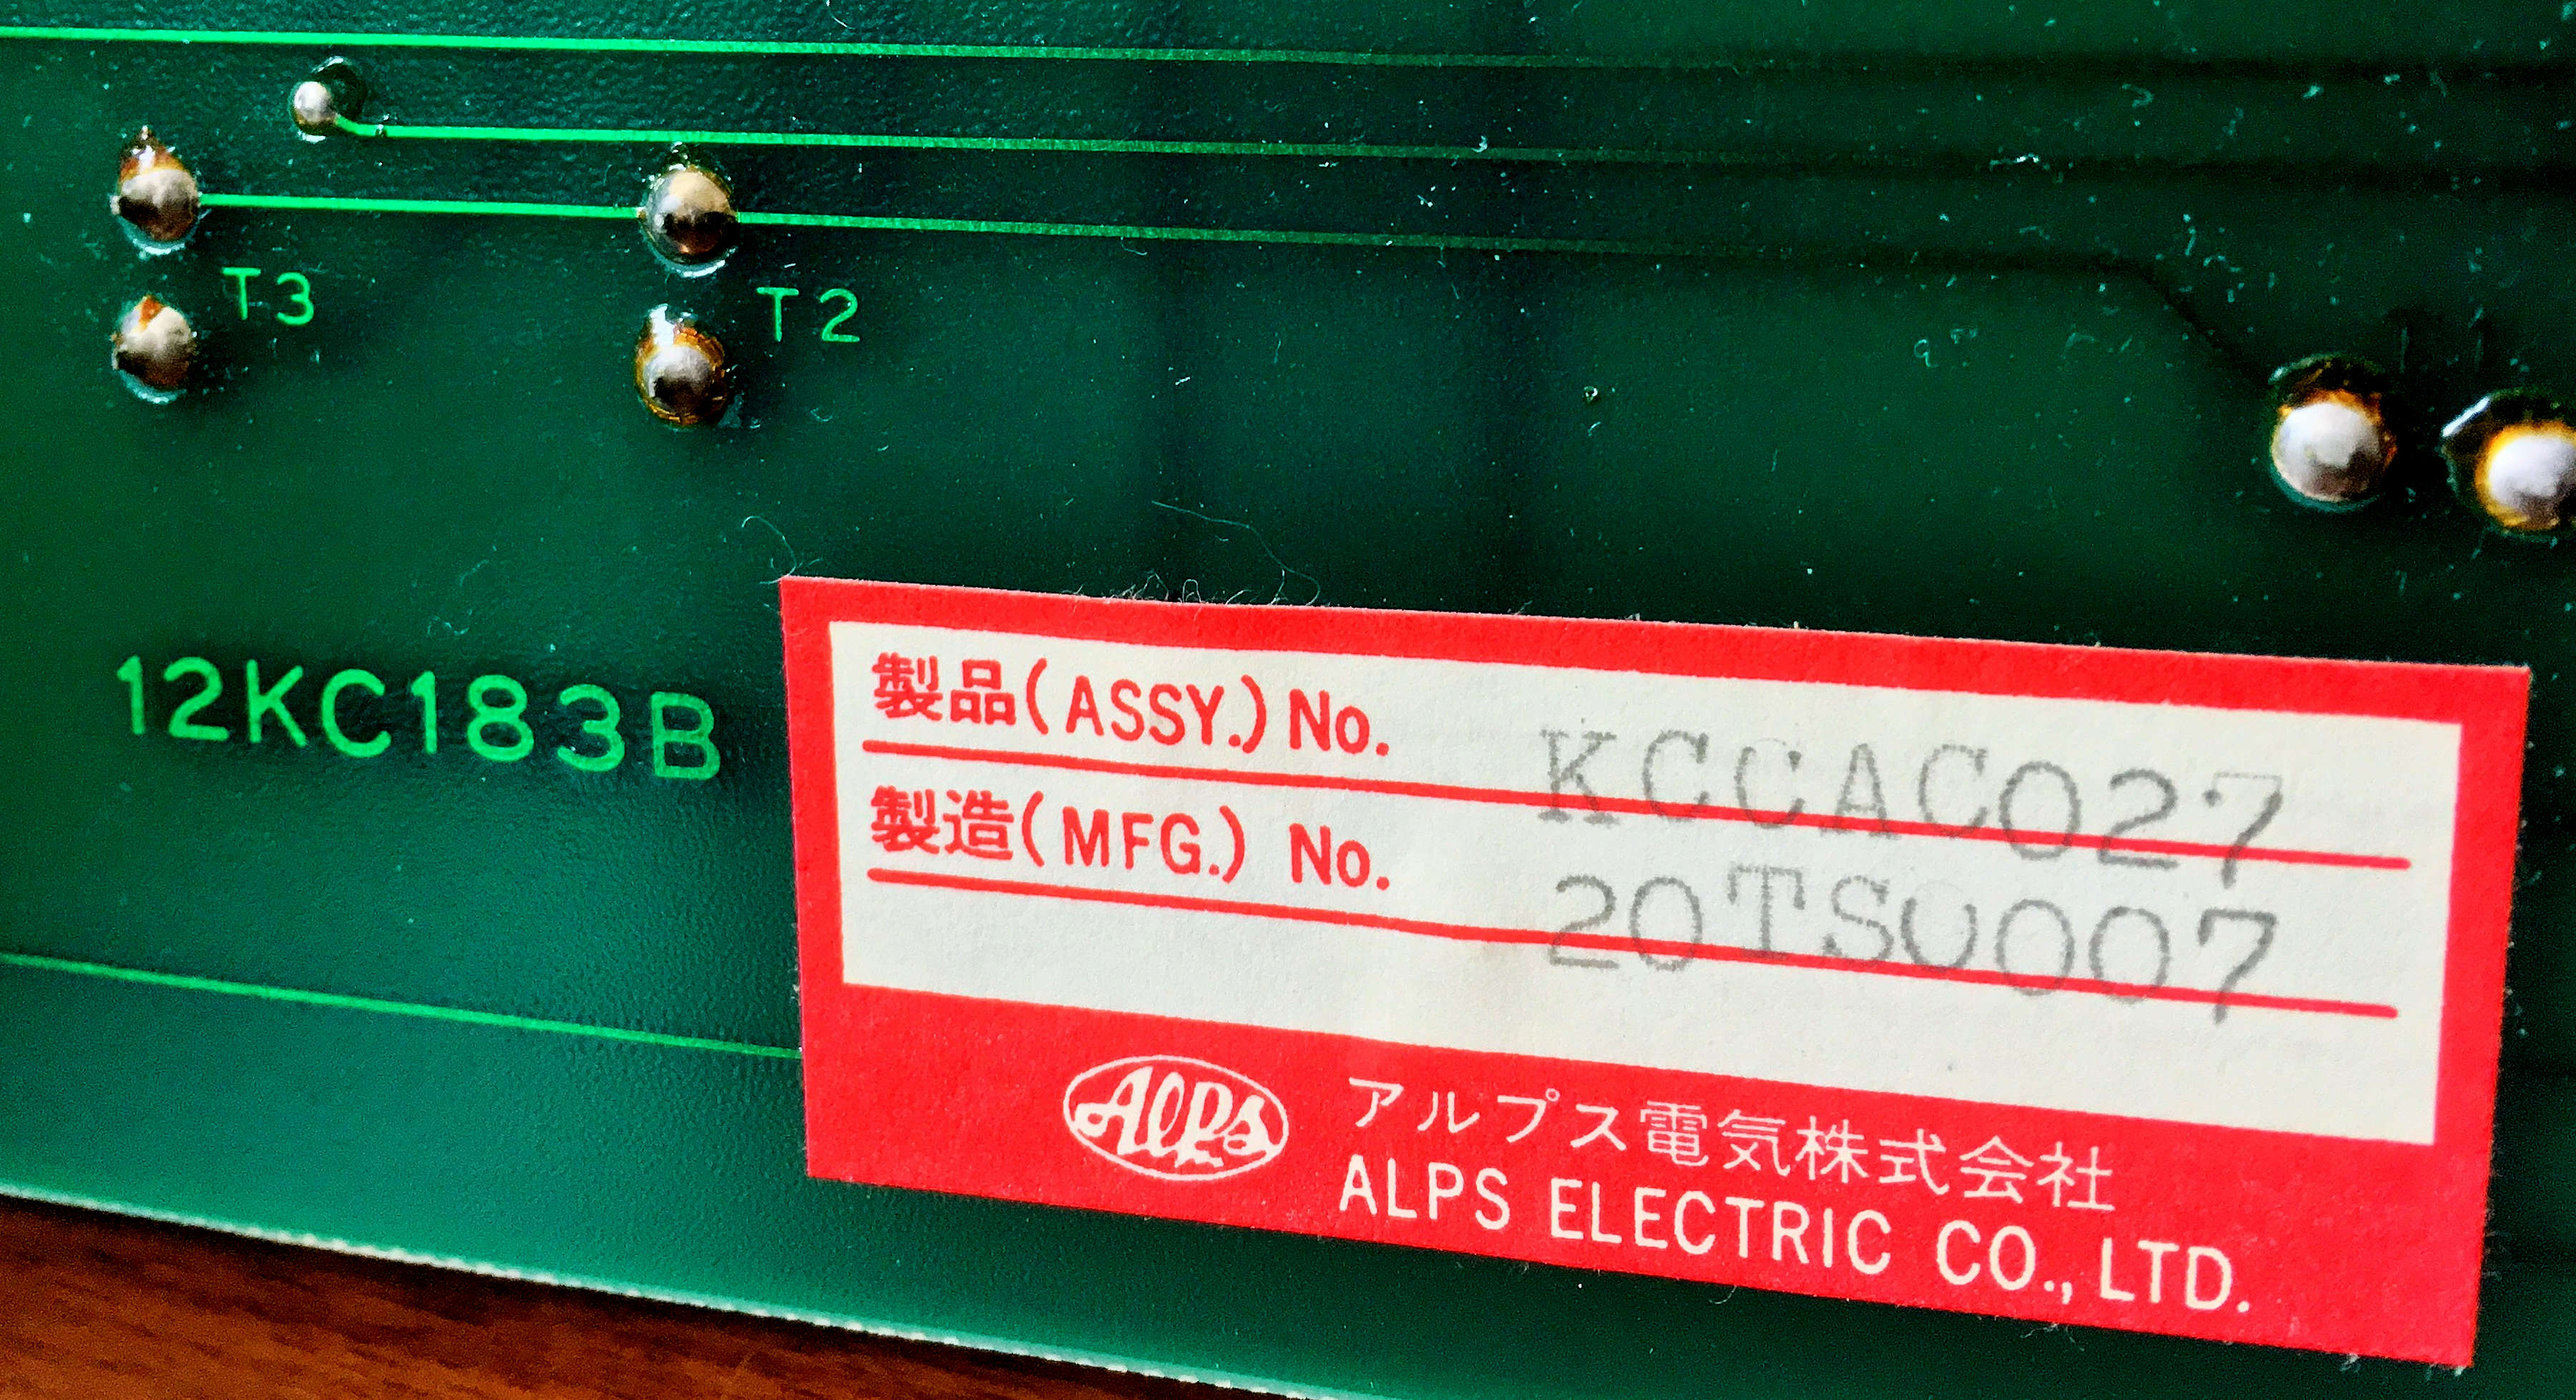 T3
T2
12KC183B
製品(ASSY.) No. KCCAC027
製造(MFG.) No. 20TS0007
Alps
アルプス電気株式会社
ALPS ELECTRIC CO., LTD.